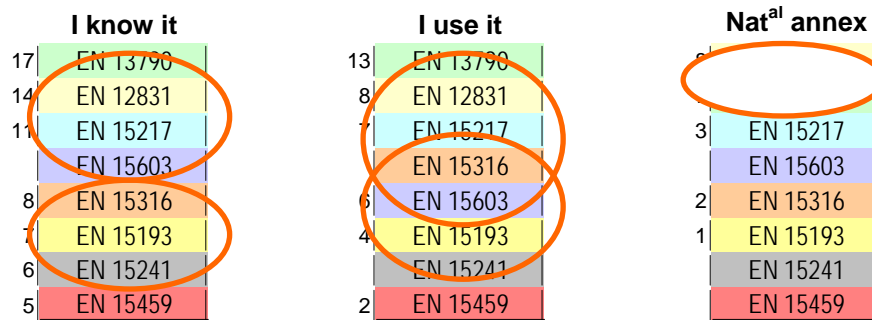 I know it
17 EN 13790
14 EN 12831
11 EN 15217
EN 15603
8 EN 15316
7 EN 15193
6 EN 15241
5 EN 15459
I use it
13 EN 13790
8 EN 12831
7 EN 15217
EN 15316
6 EN 15603
4 EN 15193
EN 15241
2 EN 15459
Natal annex
3 EN 15217
EN 15603
2 EN 15316
1 EN 15193
EN 15241
EN 15459